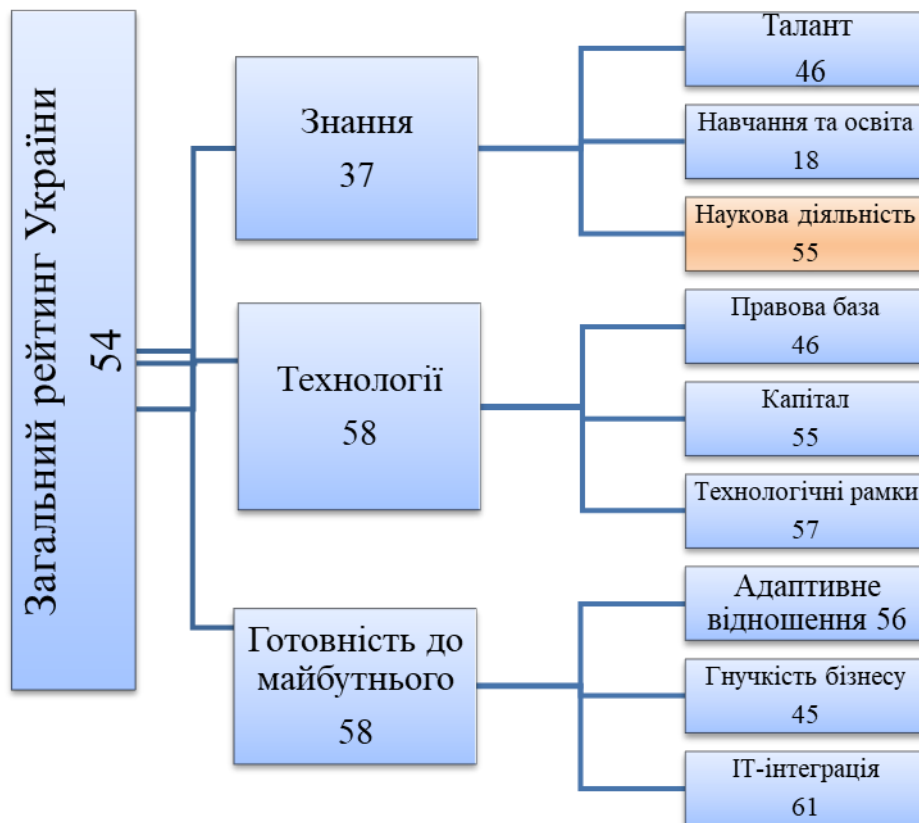 Загальний рейтинг України
54
Знання
37
Талант
46
Навчання та освіта
18
Наукова діяльність
55
Технології
58
Правова база
46
Капітал
55
Технологічні рамки
57
Готовність до
майбутнього
58
Адаптивне
відношення 56
Гнучкість бізнесу
45
ІТ-інтеграція
61